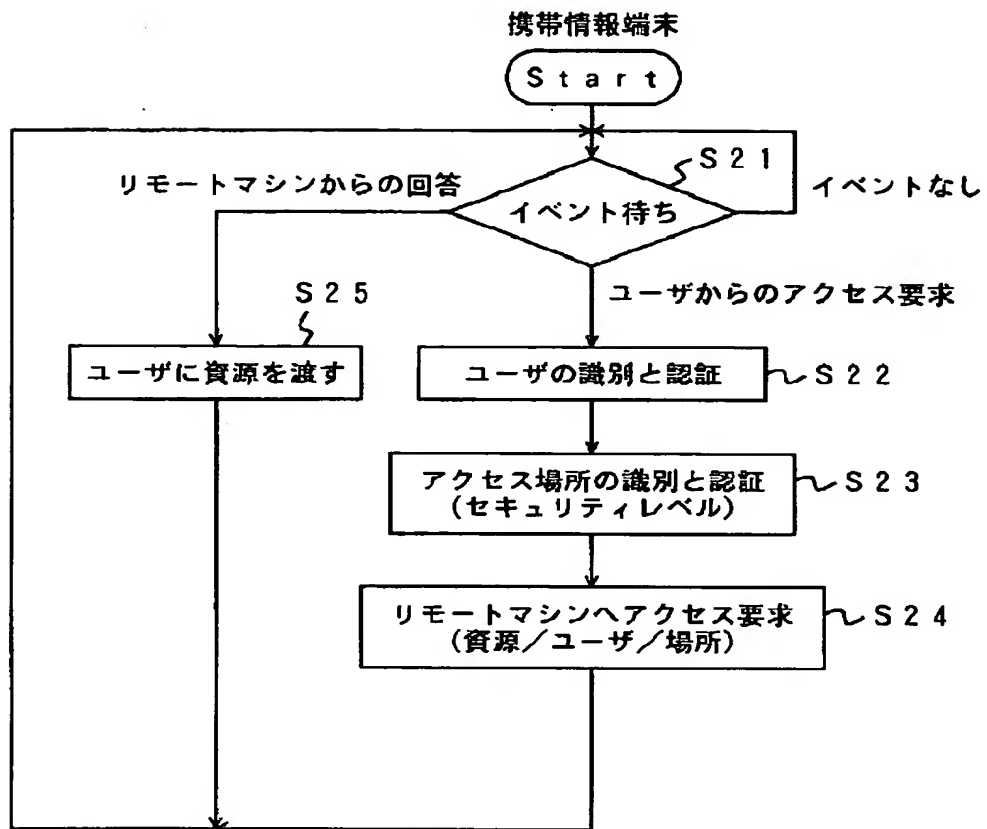 携帯情報端末
Ｓｔａｒｔ
Ｓ２１
リモートマシンからの回答
イベントなし
イベント待ち
ユーザからのアクセス要求
Ｓ２５
ユーザに資源を渡す
ユーザの識別と認証
Ｓ２２
アクセス場所の識別と認証
（セキュリティレベル）
Ｓ２３
リモートマシンへアクセス要求
（資源／ユーザ／場所）
Ｓ２４